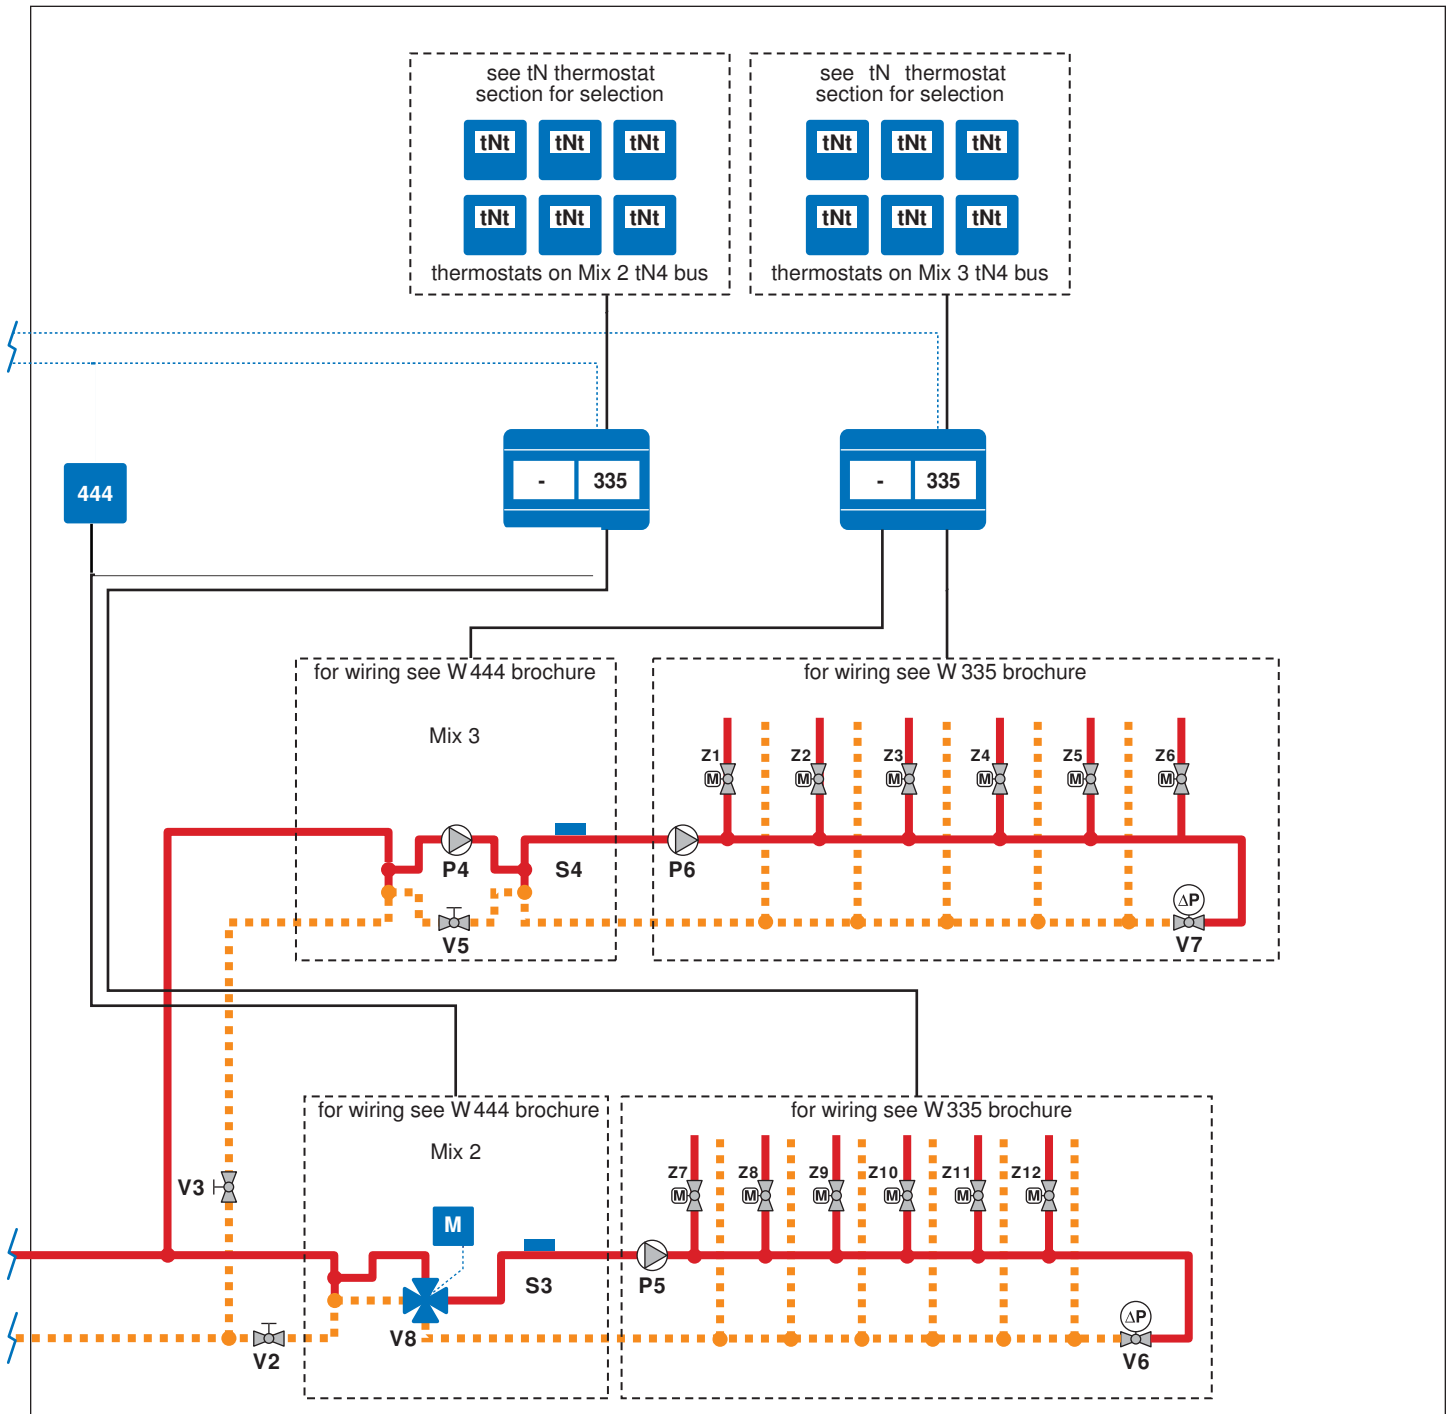 see tN thermostat
section for selection
tNt tNt tNt
tNt tNt tNt
thermostats on Mix 2 tN4 bus
see tN thermostat
section for selection
tNt tNt tNt
tNt tNt tNt
thermostats on Mix 3 tN4 bus
444
- 335
- 335
for wiring see W 444 brochure
Mix 3
P4
S4
V5
for wiring see W 335 brochure
Z1 Z2 Z3 Z4 Z5 Z6
M M M M M M
P6
ΔP
V7
for wiring see W 444 brochure
Mix 2
V3
M
S3
V8
V2
for wiring see W 335 brochure
Z7 Z8 Z9 Z10 Z11 Z12
M M M M M M
P5
ΔP
V6